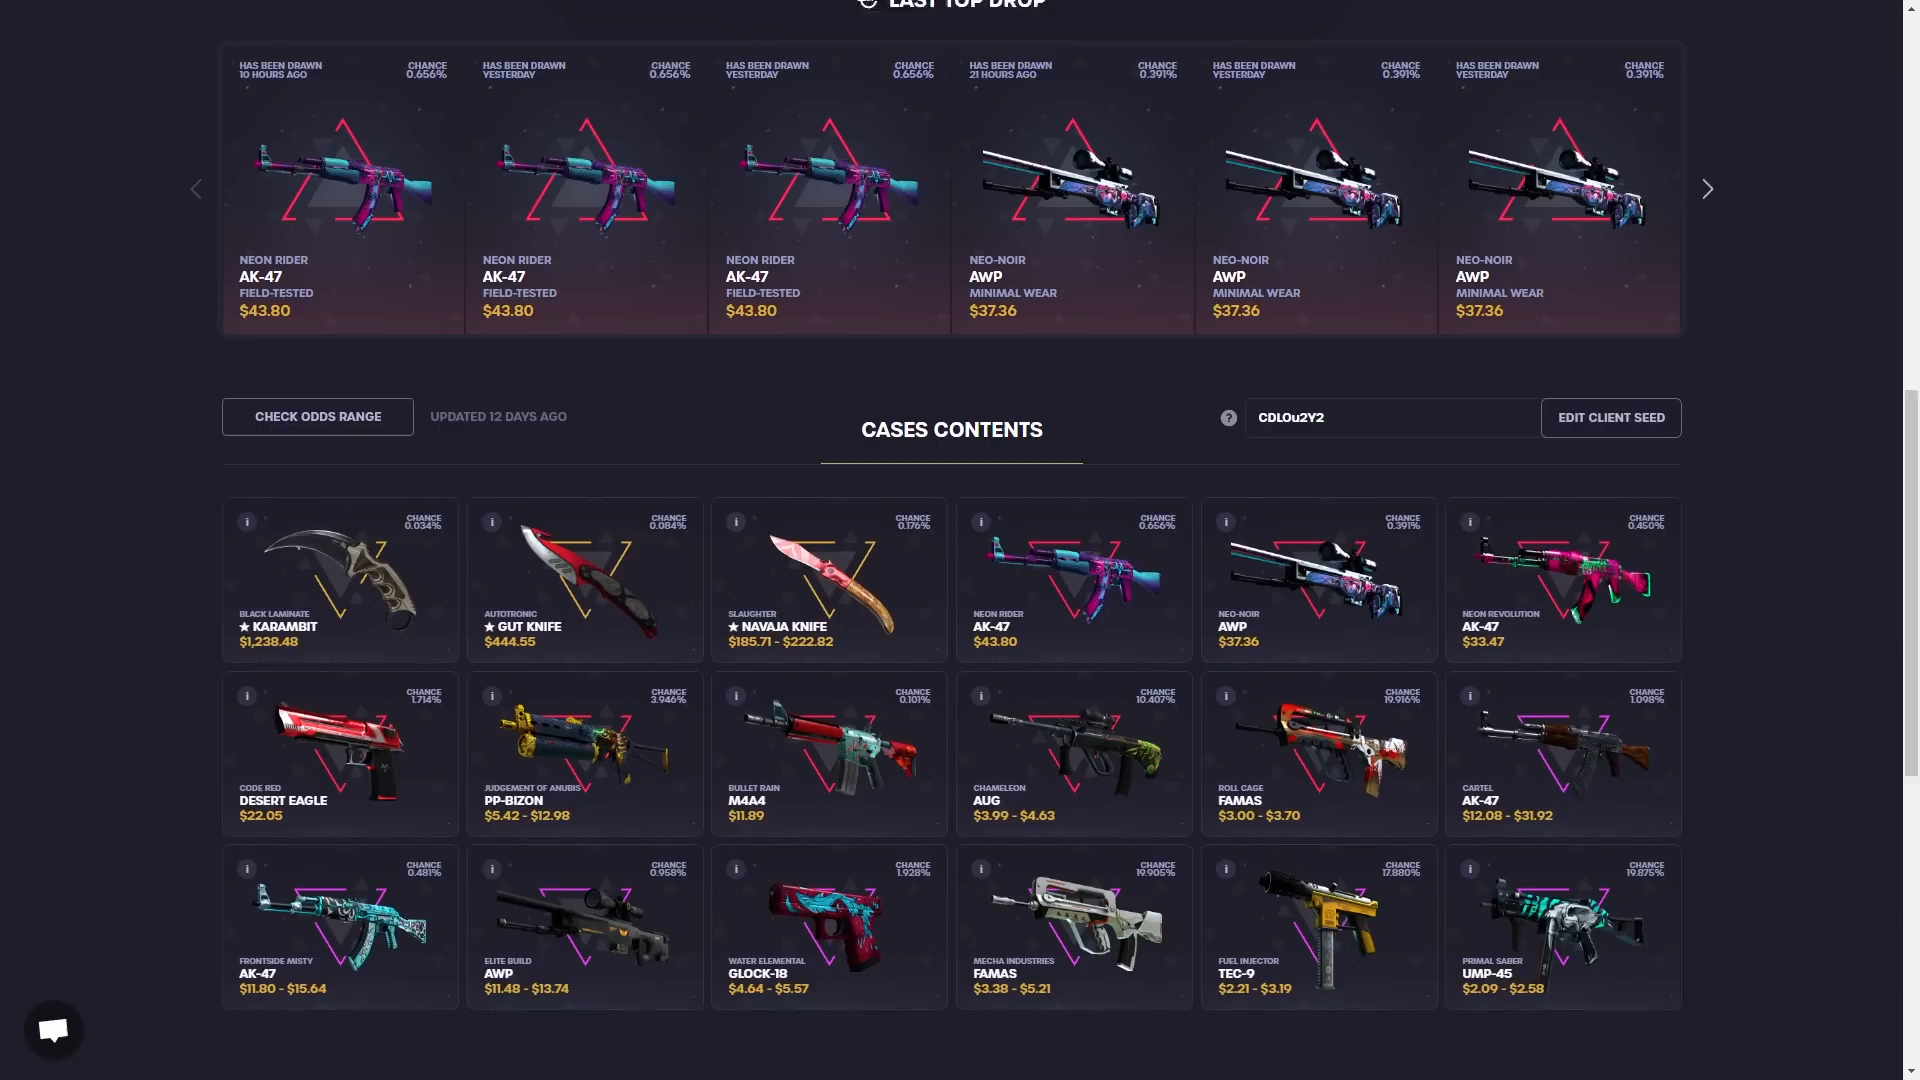 LAST TOP DROP
HAS BEEN DRAWN
10 HOURS AGO
CHANCE
0.656%
NEON RIDER
AK-47
FIELD-TESTED
$43.80
HAS BEEN DRAWN
YESTERDAY
CHANCE
0.656%
NEON RIDER
AK-47
FIELD-TESTED
$43.80
HAS BEEN DRAWN
YESTERDAY
CHANCE
0.656%
NEON RIDER
AK-47
FIELD-TESTED
$43.80
HAS BEEN DRAWN
21 HOURS AGO
CHANCE
0.391%
NEO-NOIR
AWP
MINIMAL WEAR
$37.36
HAS BEEN DRAWN
YESTERDAY
CHANCE
0.391%
NEO-NOIR
AWP
MINIMAL WEAR
$37.36
HAS BEEN DRAWN
YESTERDAY
CHANCE
0.391%
NEO-NOIR
AWP
MINIMAL WEAR
$37.36
CHECK ODDS RANGE
UPDATED 12 DAYS AGO
CASES CONTENTS
?
CDLOu2Y2
EDIT CLIENT SEED
i
CHANCE
0.034%
BLACK LAMINATE
★ KARAMBIT
$1,238.48
i
CHANCE
0.084%
AUTOTRONIC
★ GUT KNIFE
$444.55
i
CHANCE
0.176%
SLAUGHTER
★ NAVAJA KNIFE
$185.71 - $222.82
i
CHANCE
0.656%
NEON RIDER
AK-47
$43.80
i
CHANCE
0.391%
NEO-NOIR
AWP
$37.36
i
CHANCE
0.450%
NEON REVOLUTION
AK-47
$33.47
i
CHANCE
1.714%
CODE RED
DESERT EAGLE
$22.05
i
CHANCE
3.946%
JUDGEMENT OF ANUBIS
PP-BIZON
$5.42 - $12.98
i
CHANCE
0.101%
BULLET RAIN
M4A4
$11.89
i
CHANCE
10.407%
CHAMELEON
AUG
$3.99 - $4.63
i
CHANCE
19.916%
ROLL CAGE
FAMAS
$3.00 - $3.70
i
CHANCE
1.098%
CARTEL
AK-47
$12.08 - $31.92
i
CHANCE
0.481%
FRONTSIDE MISTY
AK-47
$11.80 - $15.64
i
CHANCE
0.958%
ELITE BUILD
AWP
$11.48 - $13.74
i
CHANCE
1.928%
WATER ELEMENTAL
GLOCK-18
$4.64 - $5.57
i
CHANCE
19.905%
MECHA INDUSTRIES
FAMAS
$3.38 - $5.21
i
CHANCE
17.880%
FUEL INJECTOR
TEC-9
$2.21 - $3.19
i
CHANCE
19.875%
PRIMAL SABER
UMP-45
$2.09 - $2.58